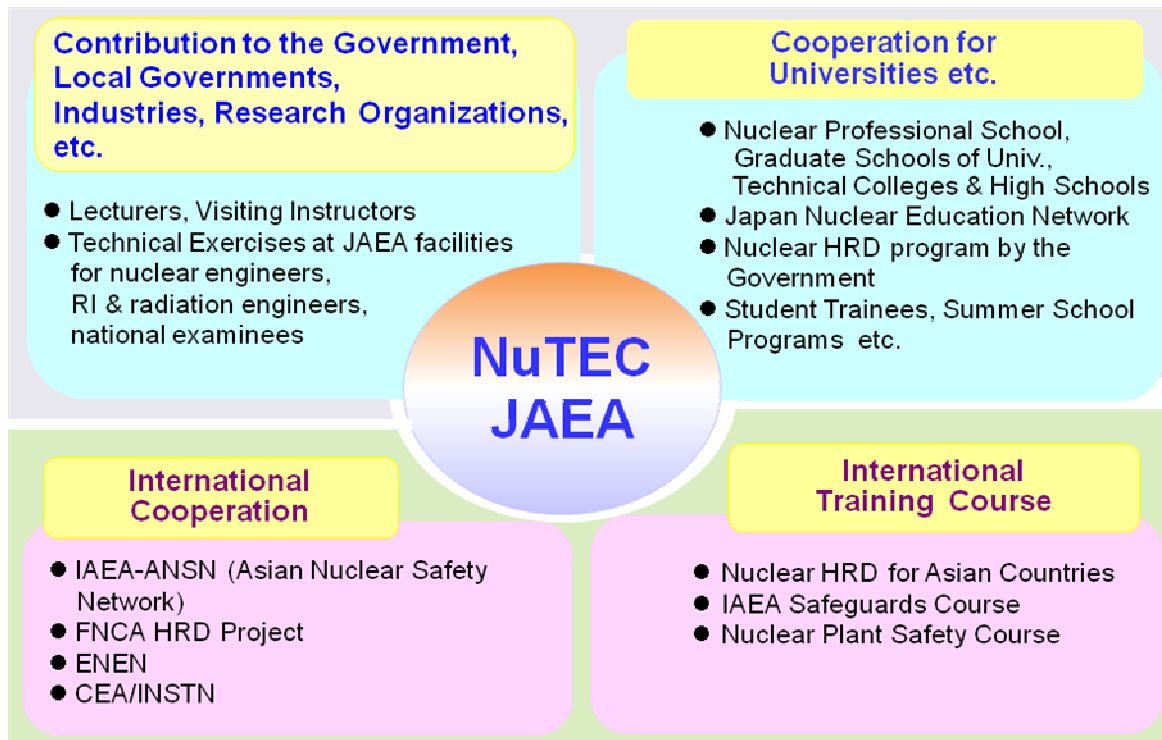 Contribution to the Government,
Local Governments,
Industries, Research Organizations,
etc.
● Lecturers, Visiting Instructors
● Technical Exercises at JAEA facilities
for nuclear engineers,
RI & radiation engineers,
national examinees
Cooperation for
Universities etc.
● Nuclear Professional School,
Graduate Schools of Univ.,
Technical Colleges & High Schools
● Japan Nuclear Education Network
● Nuclear HRD program by the
Government
● Student Trainees, Summer School
Programs etc.
NuTEC
JAEA
International
Cooperation
● IAEA-ANSN (Asian Nuclear Safety
Network)
● FNCA HRD Project
● ENEN
● CEA/INSTN
International
Training Course
● Nuclear HRD for Asian Countries
● IAEA Safeguards Course
● Nuclear Plant Safety Course